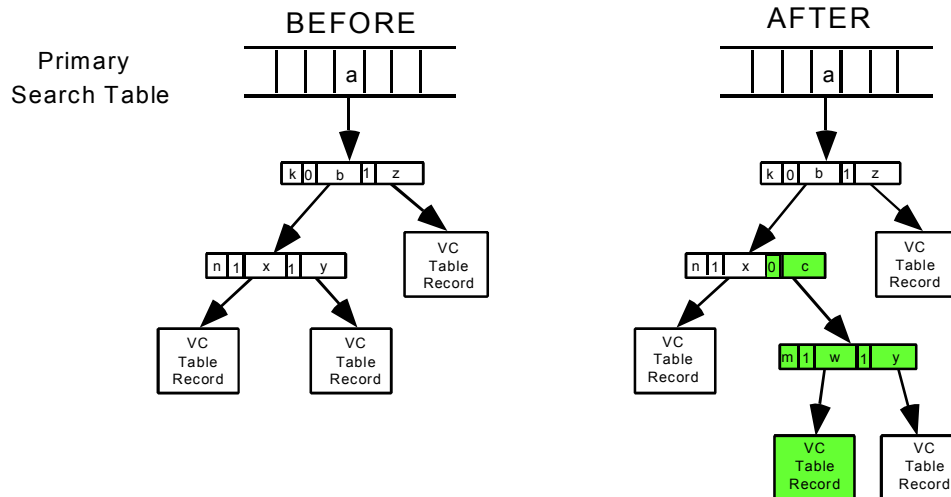 BEFORE
AFTER
Primary
Search Table
a
a
k 0 b 1 z
k 0 b 1 z
n 1 x 1 y
VC
Table
Record
n 1 x 0 c
VC
Table
Record
VC
Table
Record
VC
Table
Record
VC
Table
Record
m 1 w 1 y
VC
Table
Record
VC
Table
Record